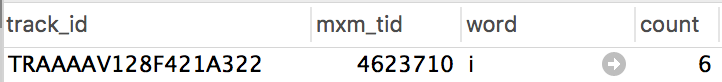 track_id mxm_tid word count
TRAAAAV128F421A322 4623710 i 6